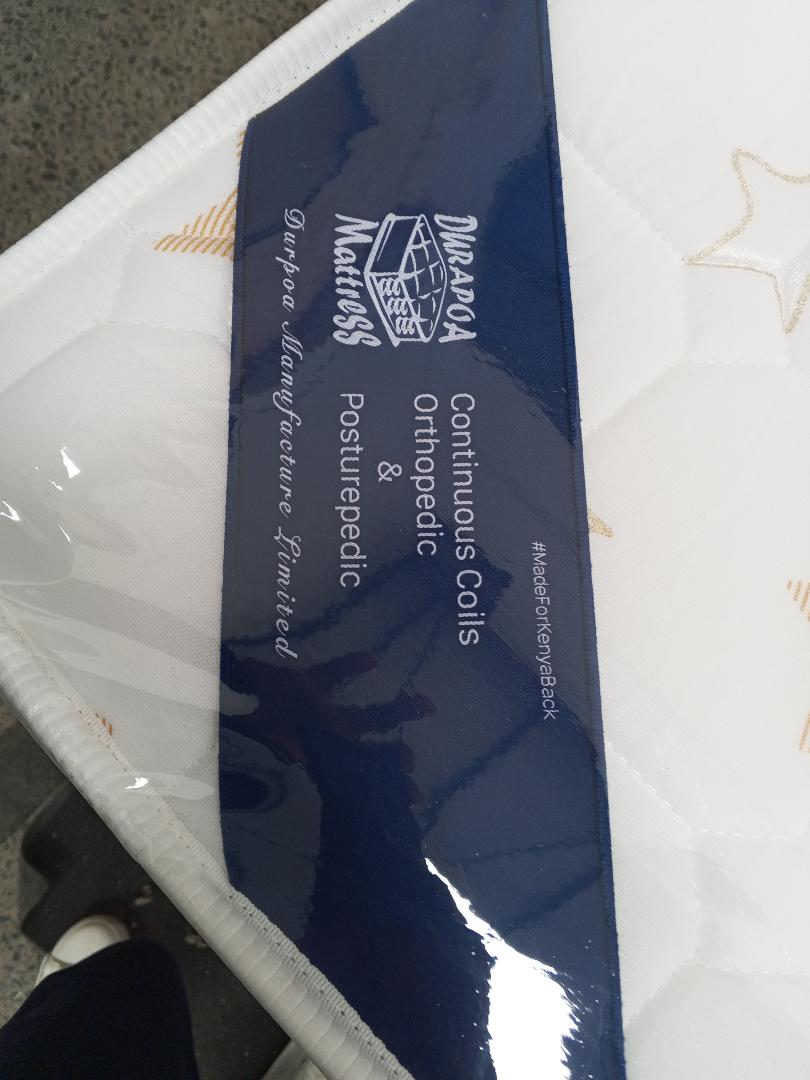 #MadeForKenyaBack
DURAPOA
Mattress
Continuous Coils
Orthopedic
&
Posturepedic
Durpoa Manufacture Limited